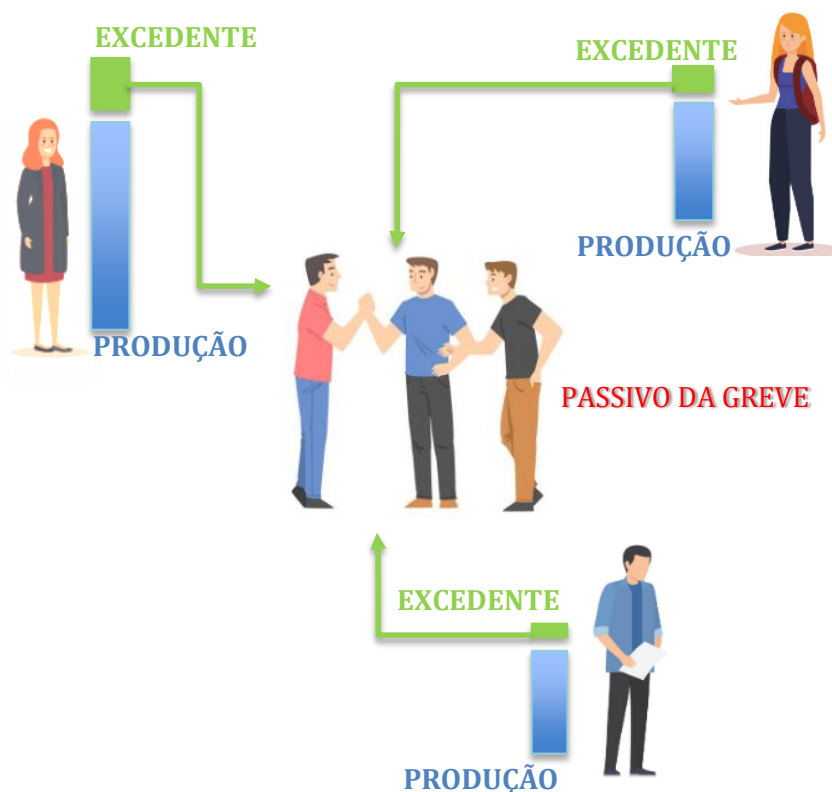 EXCEDENTE
EXCEDENTE
PRODUÇÃO
PRODUÇÃO
PASSIVO DA GREVE
EXCEDENTE
PRODUÇÃO